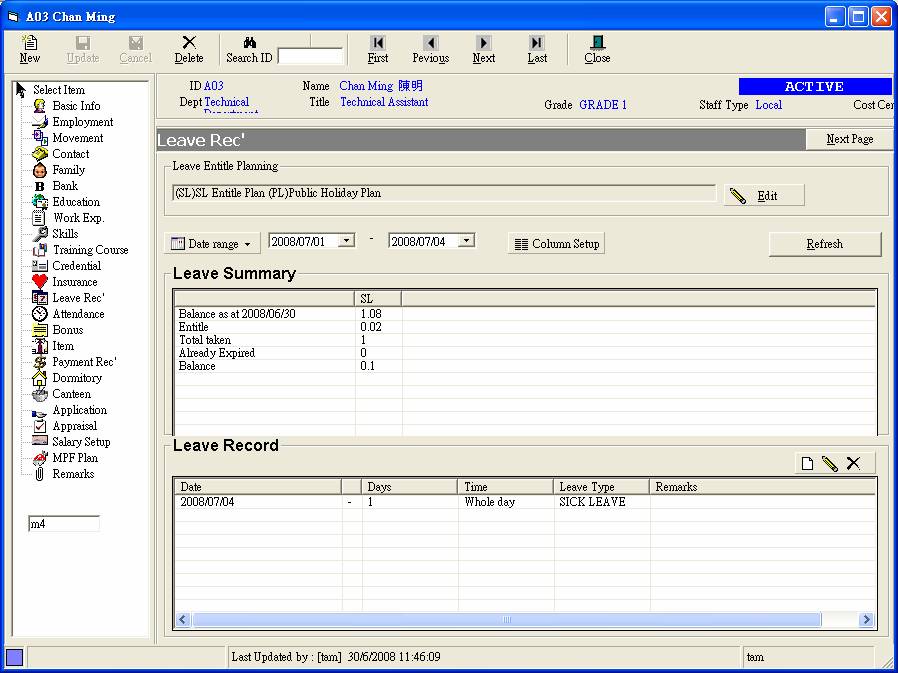 A03 Chan Ming
New Update Cancel Delete Search ID First Previous Next Last Close
Select Item
Basic Info
Employment
Movement
Contact
Family
Bank
Education
Work Exp.
Skills
Training Course
Credential
Insurance
Leave Rec'
Attendance
Bonus
Item
Payment Rec'
Dormitory
Canteen
Application
Appraisal
Salary Setup
MPF Plan
Remarks
m4
ID A03 Name Chan Ming 陳明 ACTIVE
Dept Technical Title Technical Assistant Grade GRADE 1 Staff Type Local Cost Cen
Leave Rec' Next Page
Leave Entitle Planning
(SL)SL Entitle Plan (PL)Public Holiday Plan Edit
Date range 2008/07/01 - 2008/07/04 Column Setup Refresh
Leave Summary
SL
Balance as at 2008/06/30 1.08
Entitle 0.02
Total taken 1
Already Expired 0
Balance 0.1
Leave Record
Date Days Time Leave Type Remarks
2008/07/04 - 1 Whole day SICK LEAVE
Last Updated by : [tam] 30/6/2008 11:46:09 tam